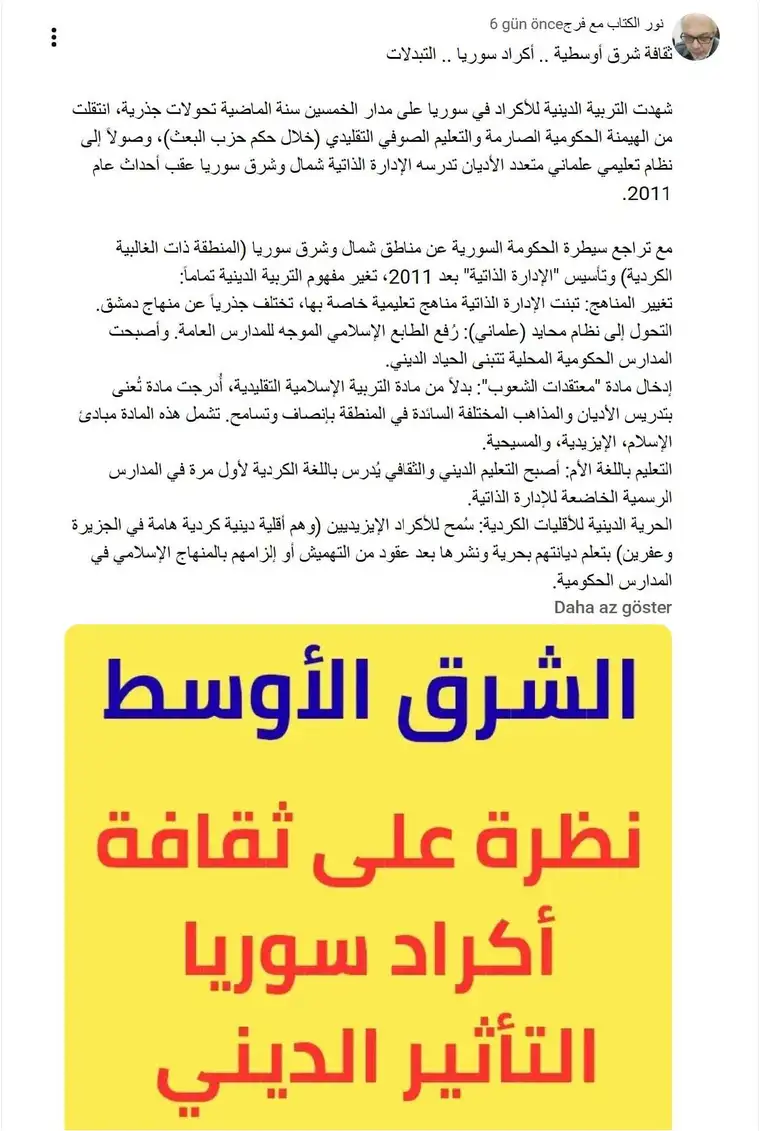 نور الكتاب مع فرج6 gün önce
ثقافة شرق أوسطية .. أكراد سوريا .. التبدلات
شهدت التربية الدينية للأكراد في سوريا على مدار الخمسين سنة الماضية تحولات جذرية، انتقلت
من الهيمنة الحكومية الصارمة والتعليم الصوفي التقليدي (خلال حكم حزب البعث)، وصولاً إلى
نظام تعليمي علماني متعدد الأديان تدرسه الإدارة الذاتية شمال وشرق سوريا عقب أحداث عام
2011.
مع تراجع سيطرة الحكومة السورية عن مناطق شمال وشرق سوريا (المنطقة ذات الغالبية
الكردية) وتأسيس "الإدارة الذاتية" بعد 2011، تغير مفهوم التربية الدينية تماماً:
تغيير المناهج: تبنت الإدارة الذاتية مناهج تعليمية خاصة بها، تختلف جذرياً عن منهاج دمشق.
التحول إلى نظام محايد (علماني): رُفع الطابع الإسلامي الموجه للمدارس العامة. وأصبحت
المدارس الحكومية المحلية تتبنى الحياد الديني.
إدخال مادة "معتقدات الشعوب": بدلاً من مادة التربية الإسلامية التقليدية، أُدرجت مادة تُعنى
بتدريس الأديان والمذاهب المختلفة السائدة في المنطقة بإنصاف وتسامح. تشمل هذه المادة مبادئ
الإسلام، الإيزيدية، والمسيحية.
التعليم باللغة الأم: أصبح التعليم الديني والثقافي يُدرس باللغة الكردية لأول مرة في المدارس
الرسمية الخاضعة للإدارة الذاتية.
الحرية الدينية للأقليات الكردية: سُمح للأكراد الإيزيديين (وهم أقلية دينية كردية هامة في الجزيرة
وعفرين) بتعلم ديانتهم بحرية ونشرها بعد عقود من التهميش أو إلزامهم بالمنهاج الإسلامي في
المدارس الحكومية.
Daha az göster
الشرق الأوسط
نظرة على ثقافة
أكراد سوريا
التأثير الديني